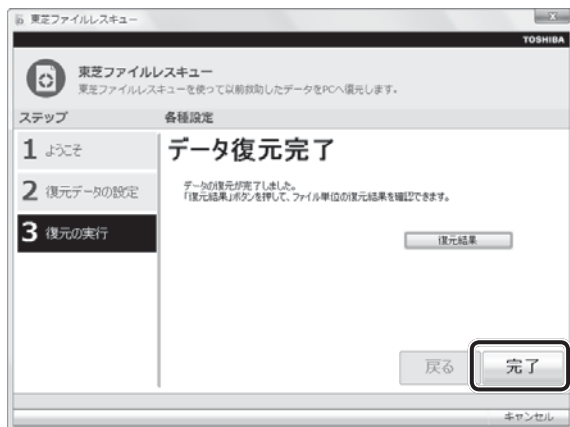 東芝ファイルレスキュー
TOSHIBA
東芝ファイルレスキュー
東芝ファイルレスキューを使って以前救助したデータをPCへ復元します。
ステップ
各種設定
1 ようこそ
2 復元データの設定
3 復元の実行
データ復元完了
データの復元が完了しました。
「復元結果」ボタンを押して、ファイル単位の復元結果を確認できます。
復元結果
戻る
完了
キャンセル